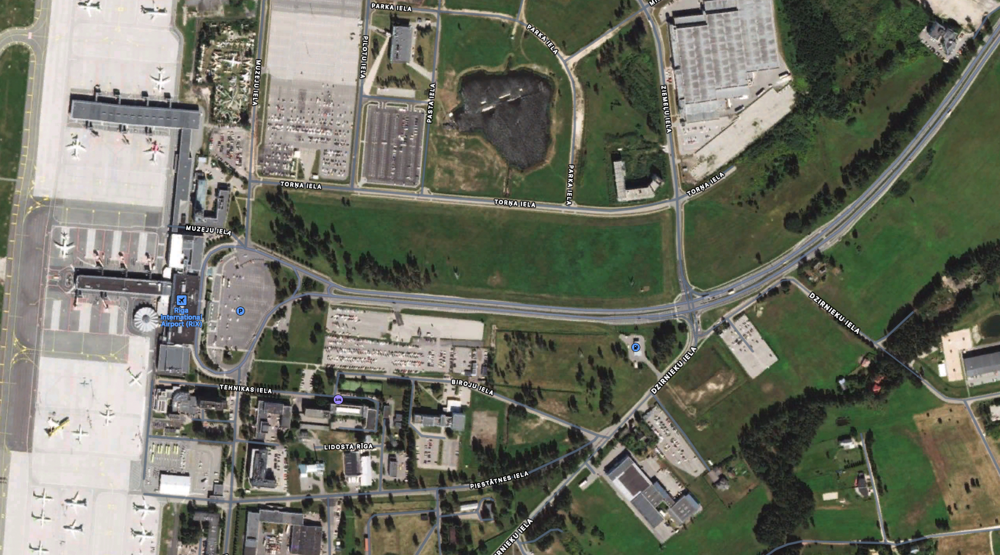 PARKA IELA
MIG
PARKA IELA
PILOTU IELA
MUZEJU IELA
PASTA IELA
ZIEMEĻU IELA
PARKA IELA
TORŅA IELA
TORŅA IELA
TORŅA IELA
MUZEJU IELA
P
Riga
International
Airport (RIX)
DZIRNIEKU IELA
DZIRNIEKU IELA
TEHNIKAS IELA
BIROJU IELA
LIDOSTA RĪGA
PIESTĀTNES IELA
RNIEKU IELA